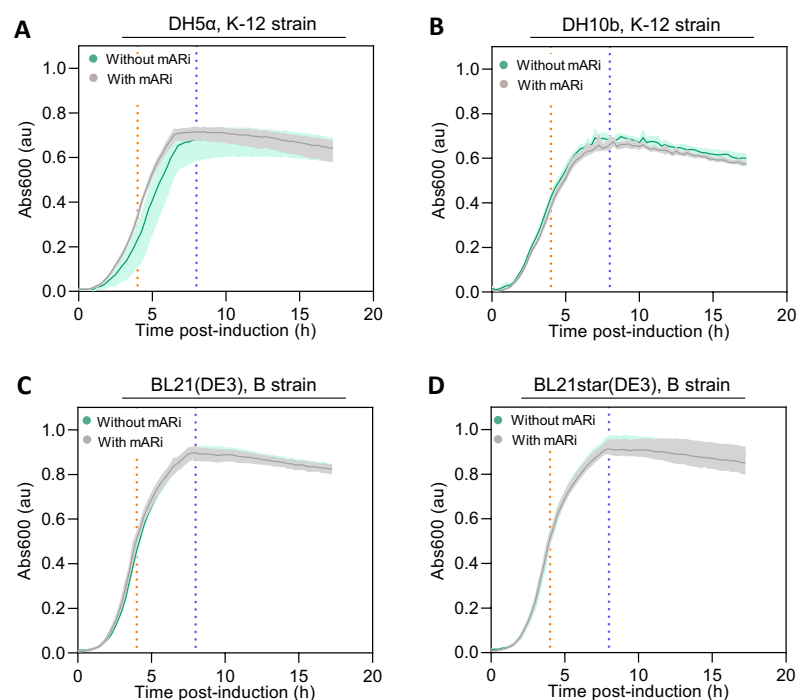 A
DH5α, K-12 strain
Without mARi
With mARi
1.0
0.8
0.6
0.4
0.2
0.0
Abs600 (au)
0
5
10
15
20
Time post-induction (h)
B
DH10b, K-12 strain
Without mARi
With mARi
1.0
0.8
0.6
0.4
0.2
0.0
Abs600 (au)
0
5
10
15
20
Time post-induction (h)
C
BL21(DE3), B strain
Without mARi
With mARi
1.0
0.8
0.6
0.4
0.2
0.0
Abs600 (au)
0
5
10
15
20
Time post-induction (h)
D
BL21star(DE3), B strain
Without mARi
With mARi
1.0
0.8
0.6
0.4
0.2
0.0
Abs600 (au)
0
5
10
15
20
Time post-induction (h)